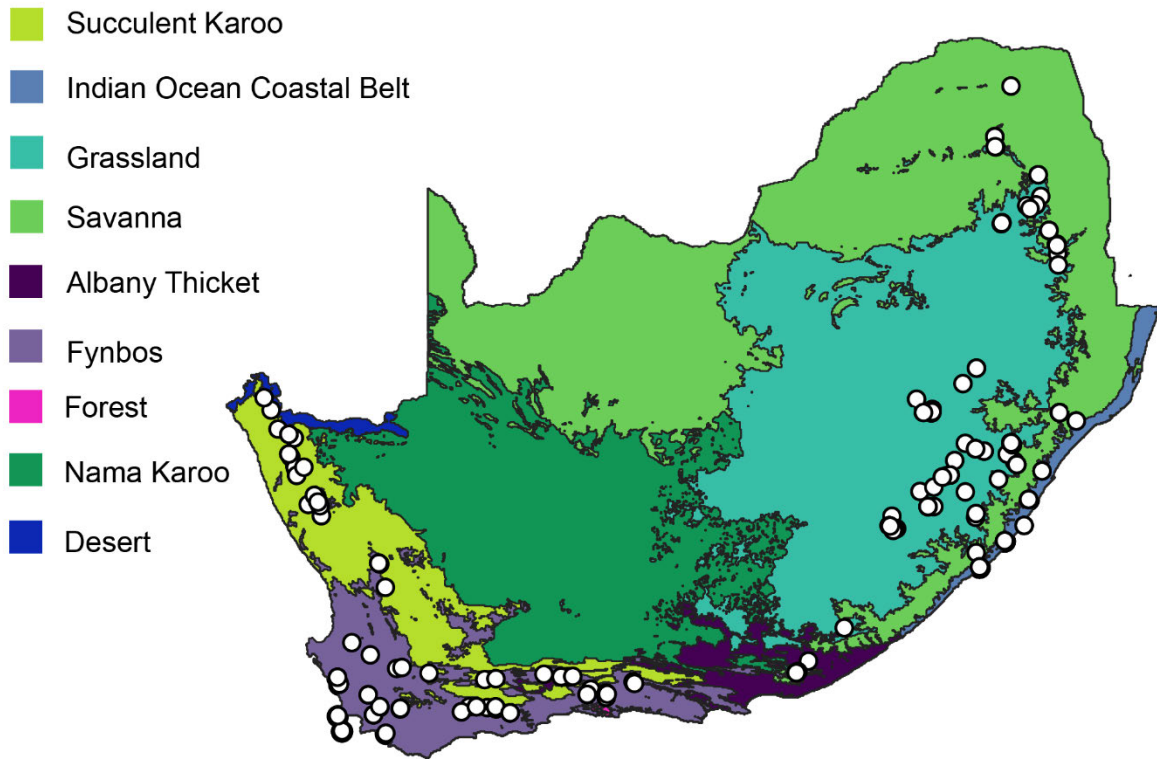 Succulent Karoo
Indian Ocean Coastal Belt
Grassland
Savanna
Albany Thicket
Fynbos
Forest
Nama Karoo
Desert